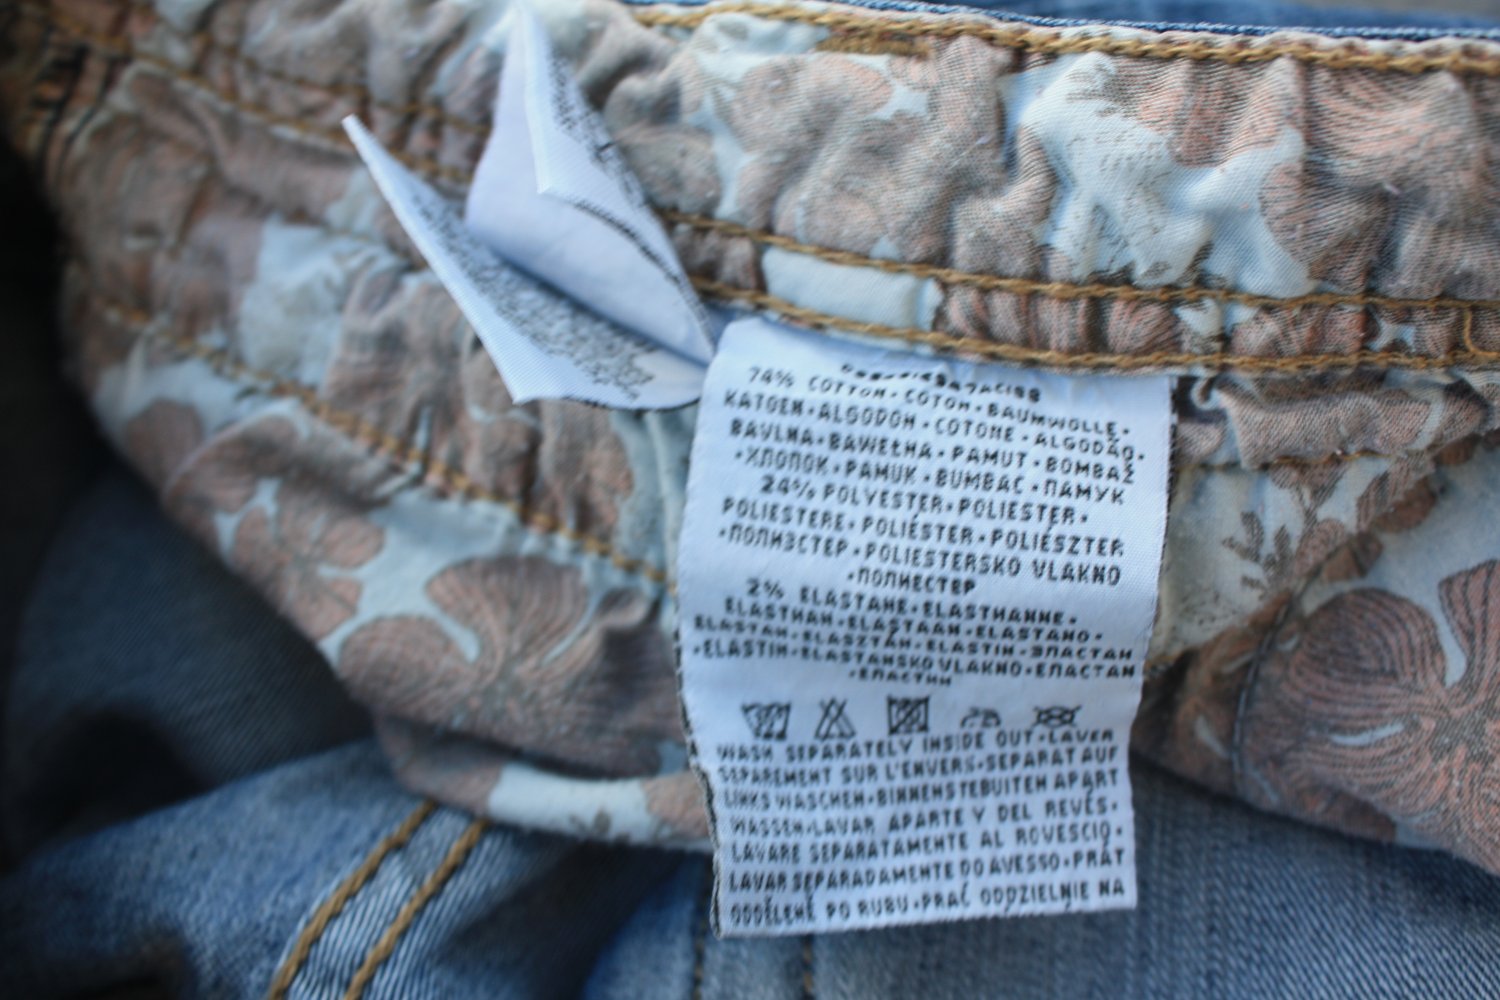 74% COTTON·COTON·BAUMWOLLE·
KATOEN·ALGODON·COTONE·ALGODÃO·
BAVLNA·BAWEŁNA·PAMUT·BOMBAŽ
·ХЛОПОК·PAMUK·BUMBAC·ПАМУК
24% POLYESTER·POLIESTER·
POLIESTERE·POLIÉSTER·POLIÉSZTER
·ПОЛИЭСТЕР·POLIESTERSKO VLAKNO
·ПОЛИЕСТЕР
2% ELASTANE·ELASTHANNE·
ELASTHAN·ELASTAAN·ELASTANO·
ELASTAN·ELASZTÁN·ELASTIN·ЭЛАСТАН
·ELASTIN·ELASTANSKO VLAKNO·ЕЛАСТАН
·ЕЛАСТИН
WASH SEPARATELY INSIDE OUT·LAVER
SEPAREMENT SUR L'ENVERS·SEPARAT AUF
LINKS WASCHEN·BINNENSTEBUITEN APART
WASSEN·LAVAR APARTE Y DEL REVÉS·
LAVARE SEPARATAMENTE AL ROVESCIO·
LAVAR SEPARADAMENTE DO AVESSO·PRÁT
ODDĚLENĚ PO RUBU·PRAĆ ODDZIELNIE NA